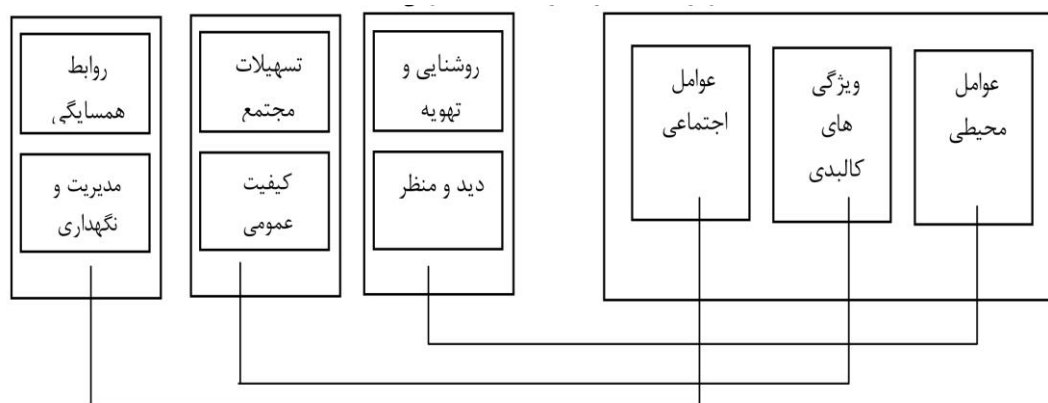 عوامل
محیطی
ویژگی
های
کالبدی
عوامل
اجتماعی
روشنایی و
تهویه
دید و منظر
تسهیلات
مجتمع
کیفیت
عمومی
روابط
همسایگی
مدیریت و
نگهداری